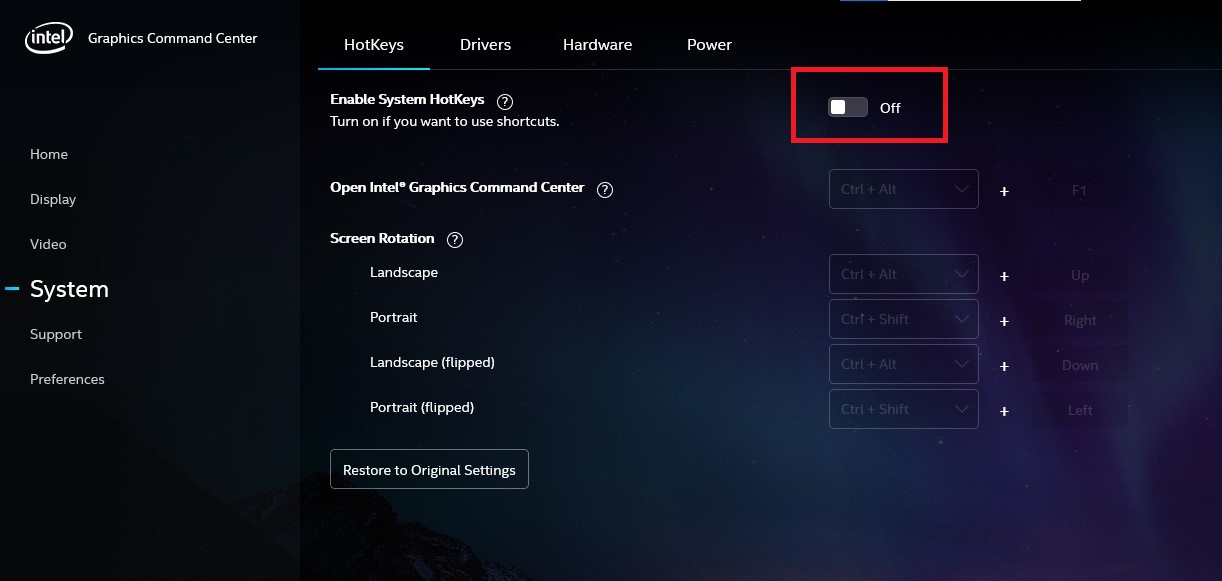 intel
Graphics Command Center
Home
Display
Video
System
Support
Preferences
HotKeys Drivers Hardware Power
Enable System HotKeys ?
Turn on if you want to use shortcuts.
Off
Open Intel® Graphics Command Center ?
Ctrl + Alt + F1
Screen Rotation ?
Landscape Ctrl + Alt + Up
Portrait Ctrl + Shift + Right
Landscape (flipped) Ctrl + Alt + Down
Portrait (flipped) Ctrl + Shift + Left
Restore to Original Settings